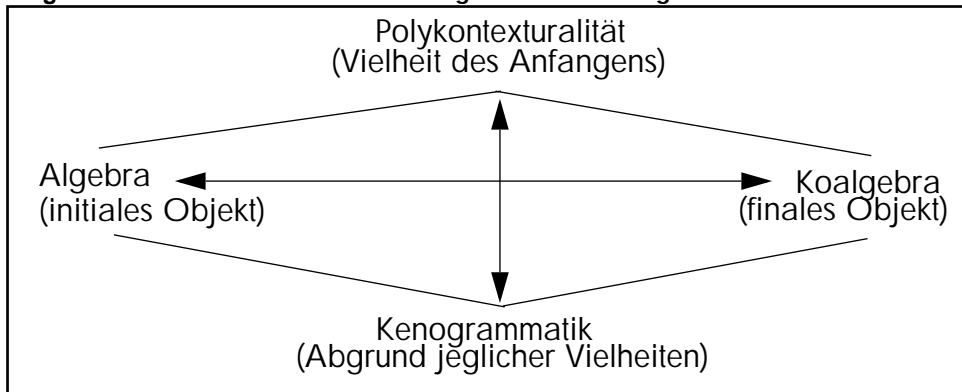 Polykontexturalität
(Vielheit des Anfangens)
Algebra
(initiales Objekt)
Koalgebra
(finales Objekt)
Kenogrammatik
(Abgrund jeglicher Vielheiten)